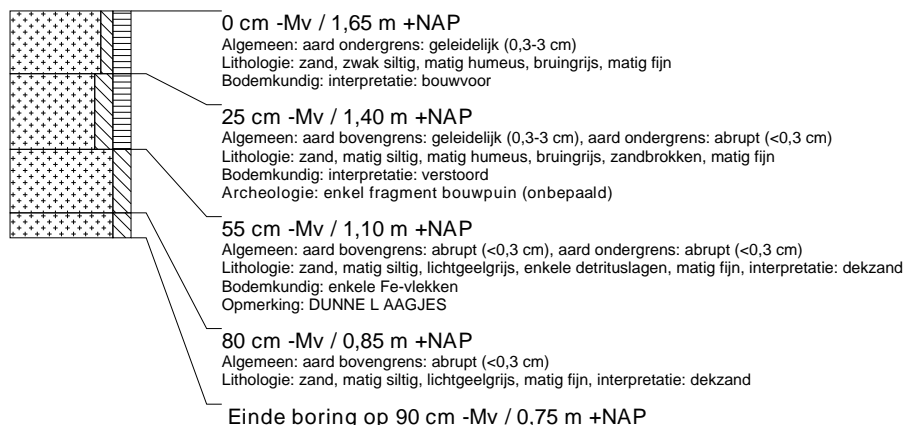 0 cm -Mv / 1,65 m +NAP
Algemeen: aard ondergrens: geleidelijk (0,3-3 cm)
Lithologie: zand, zwak siltig, matig humeus, bruingrijs, matig fijn
Bodemkundig: interpretatie: bouwvoor
25 cm -Mv / 1,40 m +NAP
Algemeen: aard bovengrens: geleidelijk (0,3-3 cm), aard ondergrens: abrupt (<0,3 cm)
Lithologie: zand, matig siltig, matig humeus, bruingrijs, zandbrokken, matig fijn
Bodemkundig: interpretatie: verstoord
Archeologie: enkel fragment bouwpuin (onbepaald)
55 cm -Mv / 1,10 m +NAP
Algemeen: aard bovengrens: abrupt (<0,3 cm), aard ondergrens: abrupt (<0,3 cm)
Lithologie: zand, matig siltig, lichtgeelgrijs, enkele detrituslagen, matig fijn, interpretatie: dekzand
Bodemkundig: enkele Fe-vlekken
Opmerking: DUNNE L AAGJES
80 cm -Mv / 0,85 m +NAP
Algemeen: aard bovengrens: abrupt (<0,3 cm)
Lithologie: zand, matig siltig, lichtgeelgrijs, matig fijn, interpretatie: dekzand
Einde boring op 90 cm -Mv / 0,75 m +NAP